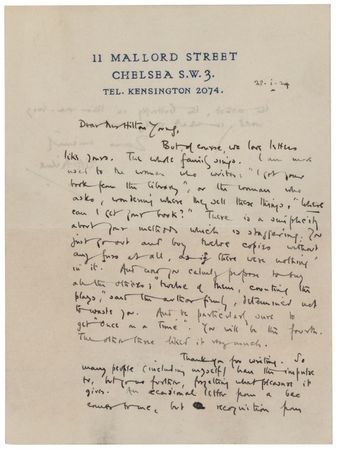 11 MALLORD STREET
CHELSEA S.W.3.
TEL. KENSINGTON 2074.
Dear Mrs Hilton Young,
But of course, we love letters
like yours. The whole family sings. I am more
used to the woman who writes "I got your
book from the library", or the woman who
asks, wondering where they sell these things, "Where
can I get your book?" There is a simplicity
about your methods which is staggering. You
just go out and buy twelve copies without
any fuss at all, as if there were nothing
in it. And now you calmly propose to buy
all the others; "twelve of them, counting the
plays," said the author firmly, determined not
to waste you. And be particularly sure to
get "Once on a Time". You will be the fourth.
The other three liked it very much.
Thank you for writing. So
many people (including myself) have the impulse
to, but go no further, forgetting what pleasure it
gives. An occasional letter from a
comes to me, but recognition from